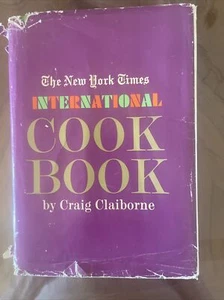 The New York Times
INTERNATIONAL
COOK
BOOK
by Craig Claiborne